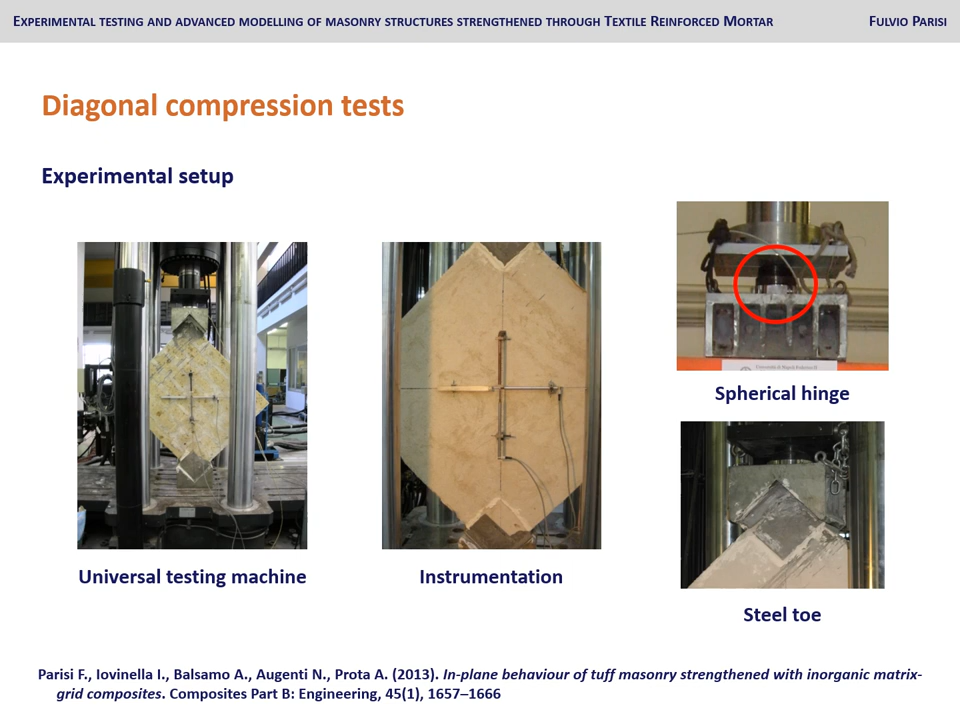 EXPERIMENTAL TESTING AND ADVANCED MODELLING OF MASONRY STRUCTURES STRENGTHENED THROUGH TEXTILE REINFORCED MORTAR FULVIO PARISI
Diagonal compression tests
Experimental setup
Spherical hinge
Universal testing machine
Instrumentation
Steel toe
Parisi F., Iovinella I., Balsamo A., Augenti N., Prota A. (2013). In-plane behaviour of tuff masonry strengthened with inorganic matrix-
grid composites. Composites Part B: Engineering, 45(1), 1657–1666